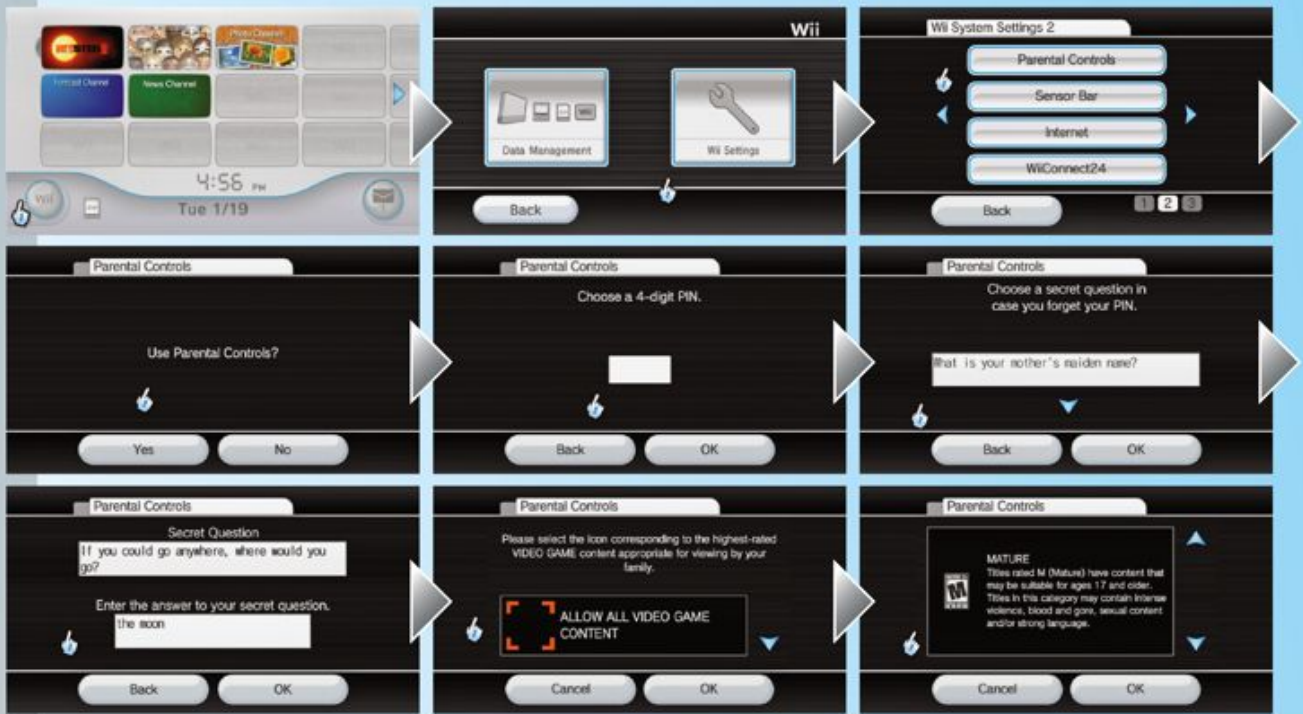 Photo Channel
Forecast Channel
News Channel
4:56 PM
Wii
Tue 1/19
Wii
Data Management
Wii Settings
Back
Wii System Settings 2
Parental Controls
Sensor Bar
Internet
WiiConnect24
Back
1 2 3
Parental Controls
Use Parental Controls?
Yes
No
Parental Controls
Choose a 4-digit PIN.
Back
OK
Parental Controls
Choose a secret question in
case you forget your PIN.
What is your mother's maiden name?
Back
OK
Parental Controls
Secret Question
If you could go anywhere, where would you
go?
Enter the answer to your secret question.
the moon
Back
OK
Parental Controls
Please select the icon corresponding to the highest-rated
VIDEO GAME content appropriate for viewing by your
family.
ALLOW ALL VIDEO GAME
CONTENT
Cancel
OK
Parental Controls
MATURE
M
Titles rated M (Mature) have content that
may be suitable for ages 17 and older.
Titles in this category may contain intense
violence, blood and gore, sexual content
and/or strong language.
Cancel
OK